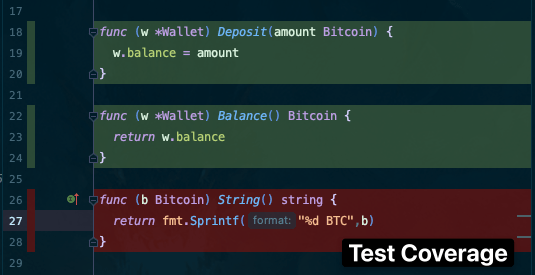 17
18 func (w *Wallet) Deposit(amount Bitcoin) {
19 w.balance = amount
20 }
21
22 func (w *Wallet) Balance() Bitcoin {
23 return w.balance
24 }
25
26 func (b Bitcoin) String() string {
27 return fmt.Sprintf( format: "%d BTC",b)
28 }
Test Coverage